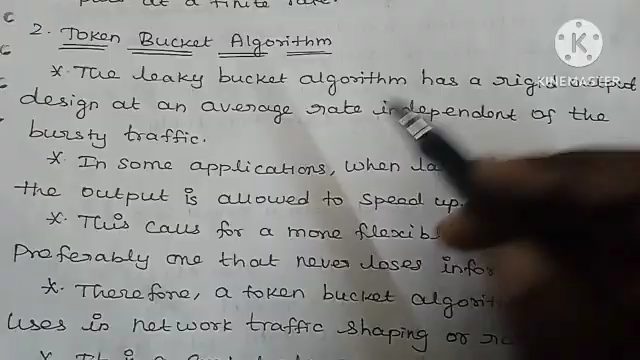 2. Token Bucket Algorithm
*. The leaky bucket algorithm has a rigid output
design at an average rate independent of the
bursty traffic.
*. In some applications, when
the output is allowed to speed up.
*. This calls for a more
Preferably one that never loses
*. Therefore, a token bucket
uses in network traffic shaping or
KINEMASTER